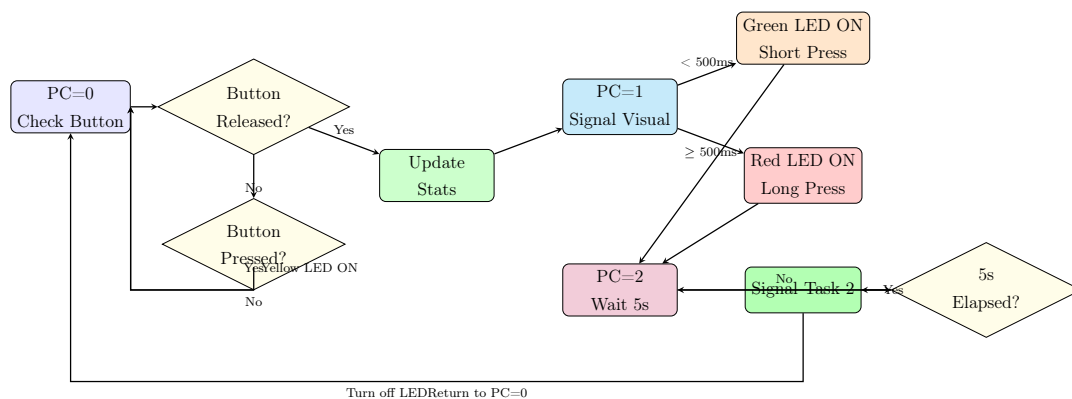 PC=0
Check Button
Button
Released?
Yes
No
Button
Pressed?
YesYellow LED ON
No
Update
Stats
PC=1
Signal Visual
< 500ms
≥ 500ms
Green LED ON
Short Press
Red LED ON
Long Press
PC=2
Wait 5s
No
Signal Task 2
Yes
5s
Elapsed?
Turn off LEDReturn to PC=0